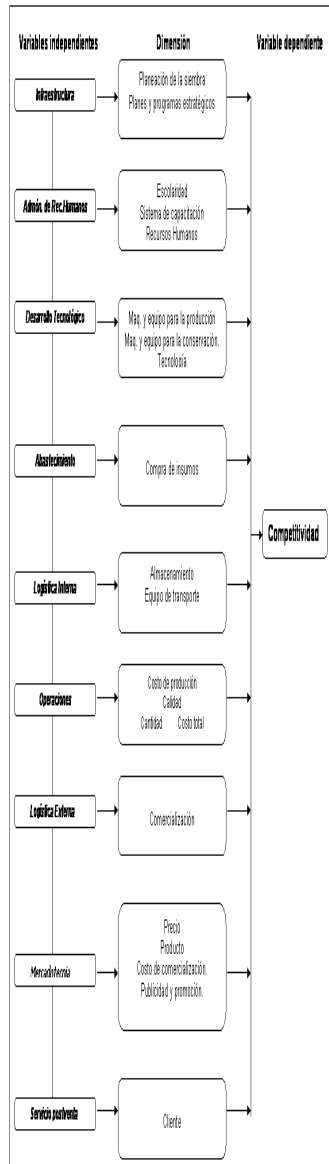 Variables independientes
Dimensión
Variable dependiente
Infraestructura
Planeación de la siembra
Planes y programas estratégicos
Admón. de Rec.Humanos
Escolaridad
Sistema de capacitación
Recursos Humanos
Desarrollo Tecnológico
Maq. y equipo para la producción
Maq. y equipo para la conservación.
Tecnología
Abastecimiento
Compra de insumos
Competitividad
Logística Interna
Almacenamiento
Equipo de transporte
Operaciones
Costo de producción
Calidad
Cantidad Costo total
Logística Externa
Comercialización
Mercadotecnia
Precio
Producto
Costo de comercialización.
Publicidad y promoción.
Servicio postventa
Cliente